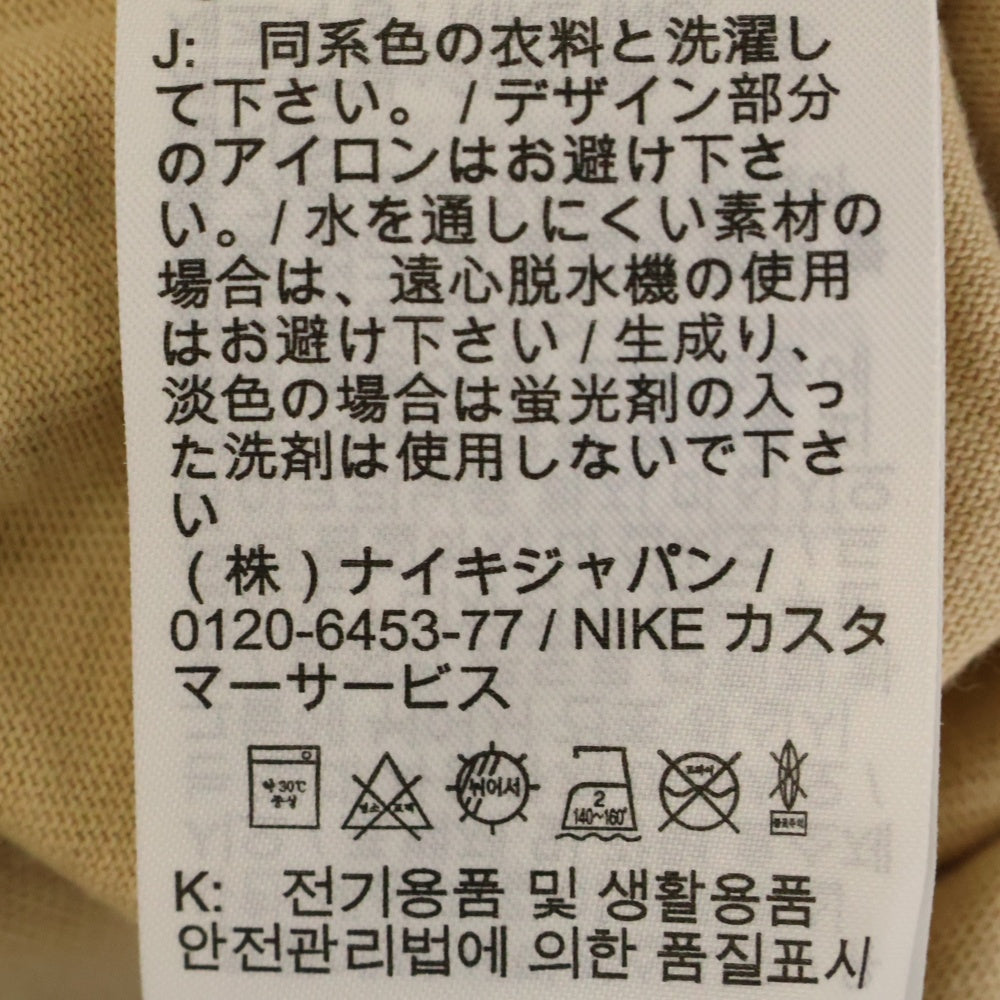 J: 同系色の衣料と洗濯し
て下さい。 / デザイン部分
のアイロンはお避け下さ
い。/ 水を通しにくい素材の
場合は、遠心脱水機の使用
はお避け下さい / 生成り、
淡色の場合は蛍光剤の入っ
た洗剤は使用しないで下さ
い
( 株 ) ナイキジャパン /
0120-6453-77 / NIKE カスタ
マーサービス
약 30℃
중성
염소 표백
뉘어서
2
140~160°
드라이
K: 전기용품 및 생활용품
안전관리법에 의한 품질표시